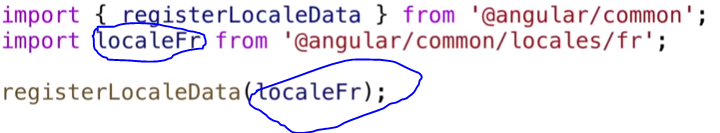 import { registerLocaleData } from '@angular/common';
import localeFr from '@angular/common/locales/fr';
registerLocaleData(localeFr);